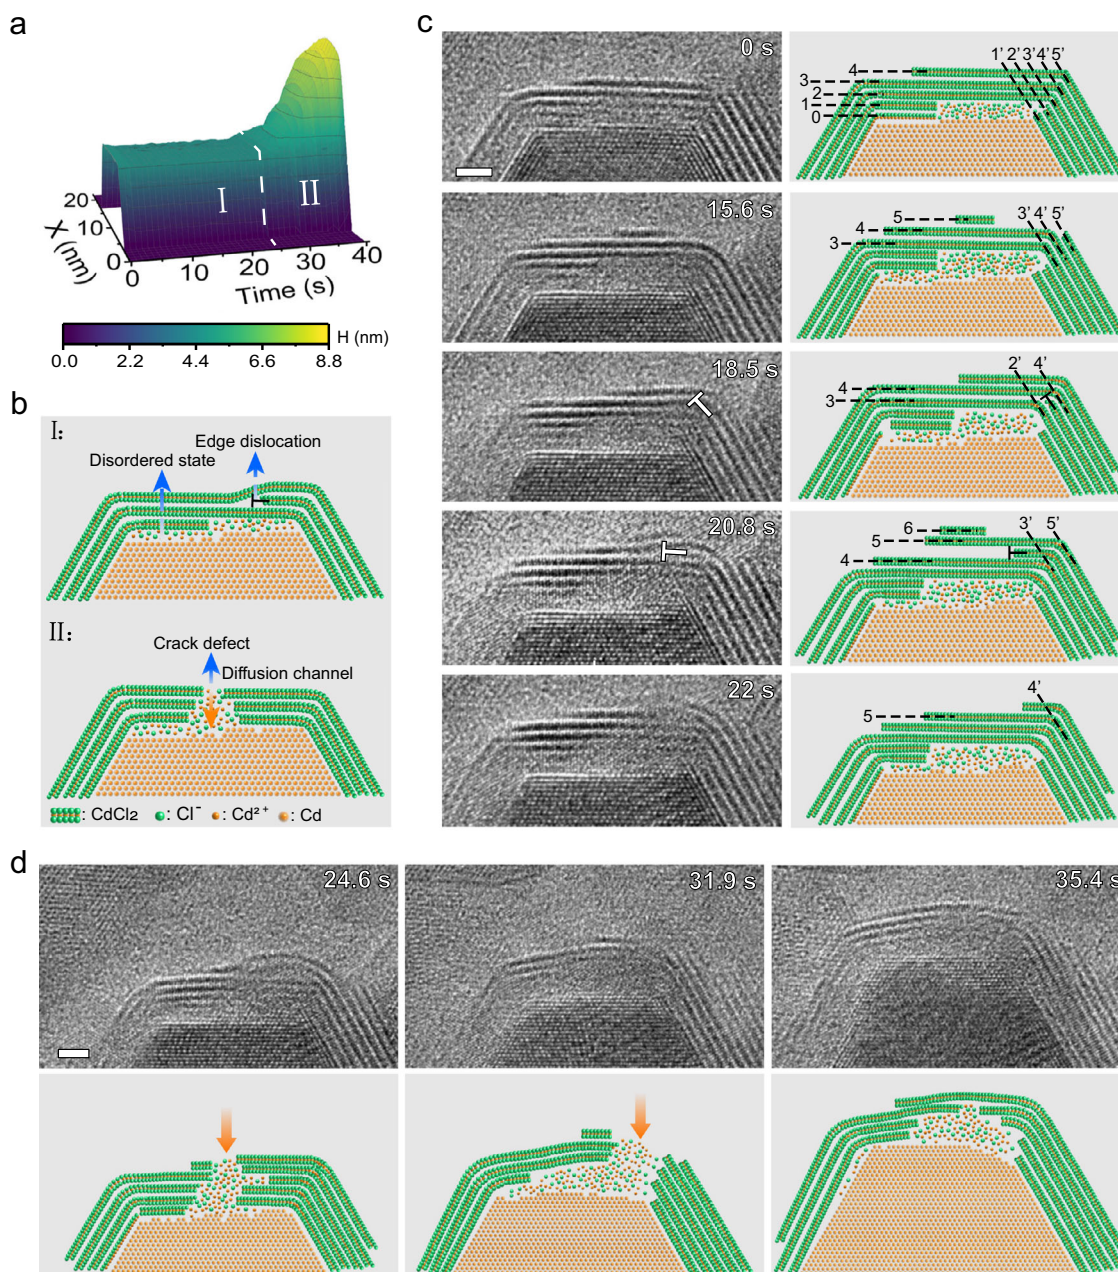 a
20
10
0
X (nm)
0
10
20
30
40
Time (s)
I
II
H (nm)
0.0
2.2
4.4
6.6
8.8
b
I:
Edge dislocation
Disordered state
II:
Crack defect
Diffusion channel
: CdCl₂ : Cl⁻ : Cd²⁺ : Cd
c
0 s
1' 2' 3' 4' 5'
4
3
2
1
0
15.6 s
5
3' 4' 5'
4
3
18.5 s
2' 4'
4
3
20.8 s
6
5
3' 5'
4
22 s
4'
5
d
24.6 s
31.9 s
35.4 s